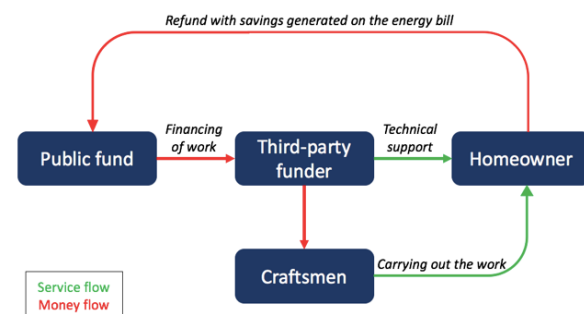 Refund with savings generated on the energy bill
Financing
of work
Technical
support
Public fund
Third-party
funder
Homeowner
Craftsmen
Carrying out the work
Service flow
Money flow